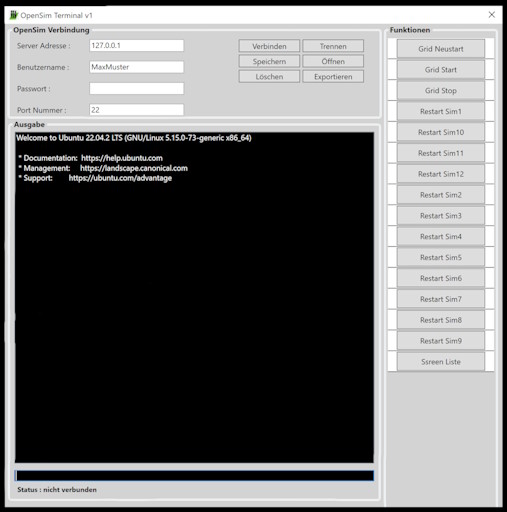 OpenSim Terminal v1
OpenSim Verbindung
Server Adresse :
127.0.0.1
Verbinden
Trennen
Benutzername :
MaxMuster
Speichern
Öffnen
Passwort :
Löschen
Exportieren
Port Nummer :
22
Ausgabe
Welcome to Ubuntu 22.04.2 LTS (GNU/Linux 5.15.0-73-generic x86_64)
* Documentation: https://help.ubuntu.com
* Management: https://landscape.canonical.com
* Support: https://ubuntu.com/advantage
Status : nicht verbunden
Funktionen
Grid Neustart
Grid Start
Grid Stop
Restart Sim1
Restart Sim10
Restart Sim11
Restart Sim12
Restart Sim2
Restart Sim3
Restart Sim4
Restart Sim5
Restart Sim6
Restart Sim7
Restart Sim8
Restart Sim9
Ssreen Liste